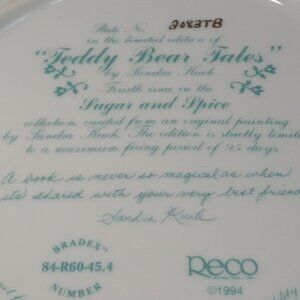 Plate No. 2082TB
in the limited edition of
"Teddy Bear Tales"
by Sandra Kuck
Fourth issue in the
Sugar and Spice
collection, created from an original painting
by Sandra Kuck. The edition is strictly limited
to a maximum firing period of 95 days.
A book is never so magical as when
it's shared with your very best friend
Sandra Kuck
BRADEX™
84-R60-45.4
NUMBER
Reco
©1994